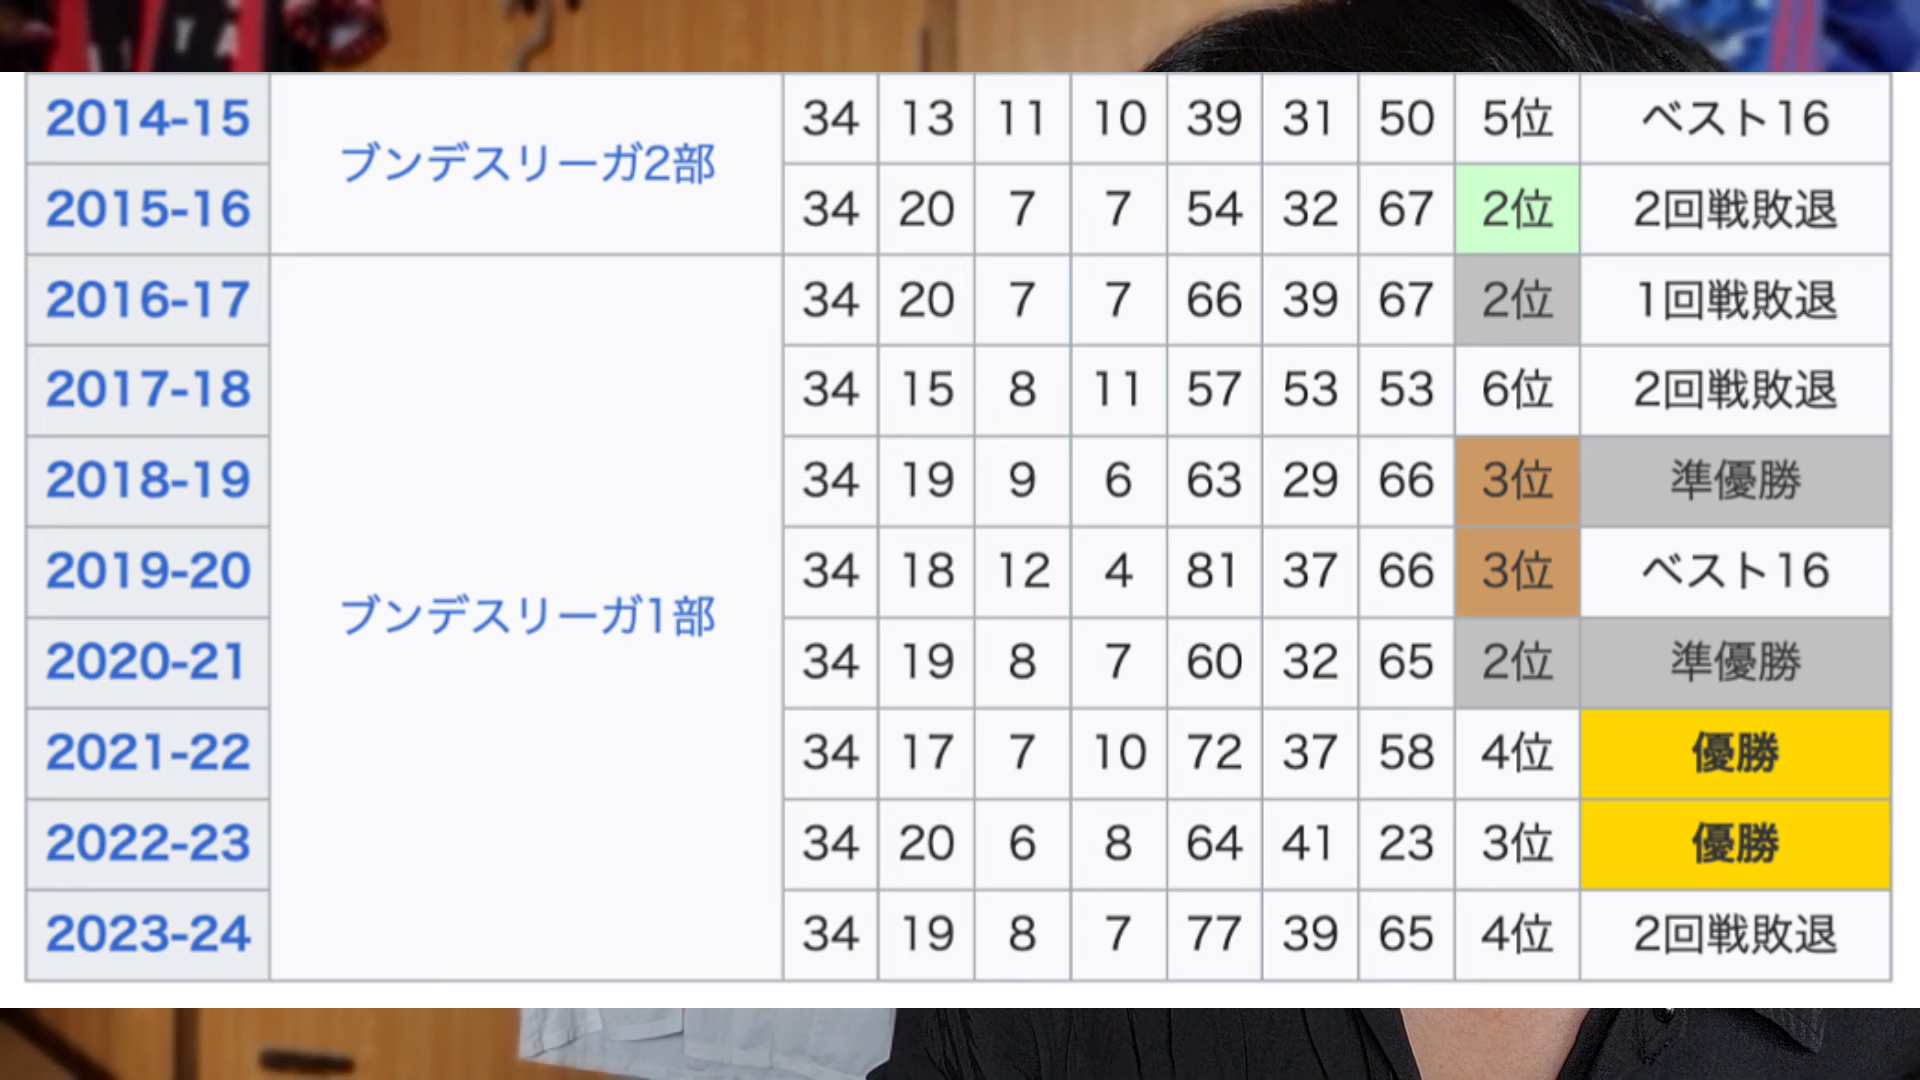 2014-15 ブンデスリーガ2部 34 13 11 10 39 31 50 5位 ベスト16
2015-16 34 20 7 7 54 32 67 2位 2回戦敗退
2016-17 ブンデスリーガ1部 34 20 7 7 66 39 67 2位 1回戦敗退
2017-18 34 15 8 11 57 53 53 6位 2回戦敗退
2018-19 34 19 9 6 63 29 66 3位 準優勝
2019-20 34 18 12 4 81 37 66 3位 ベスト16
2020-21 34 19 8 7 60 32 65 2位 準優勝
2021-22 34 17 7 10 72 37 58 4位 優勝
2022-23 34 20 6 8 64 41 23 3位 優勝
2023-24 34 19 8 7 77 39 65 4位 2回戦敗退